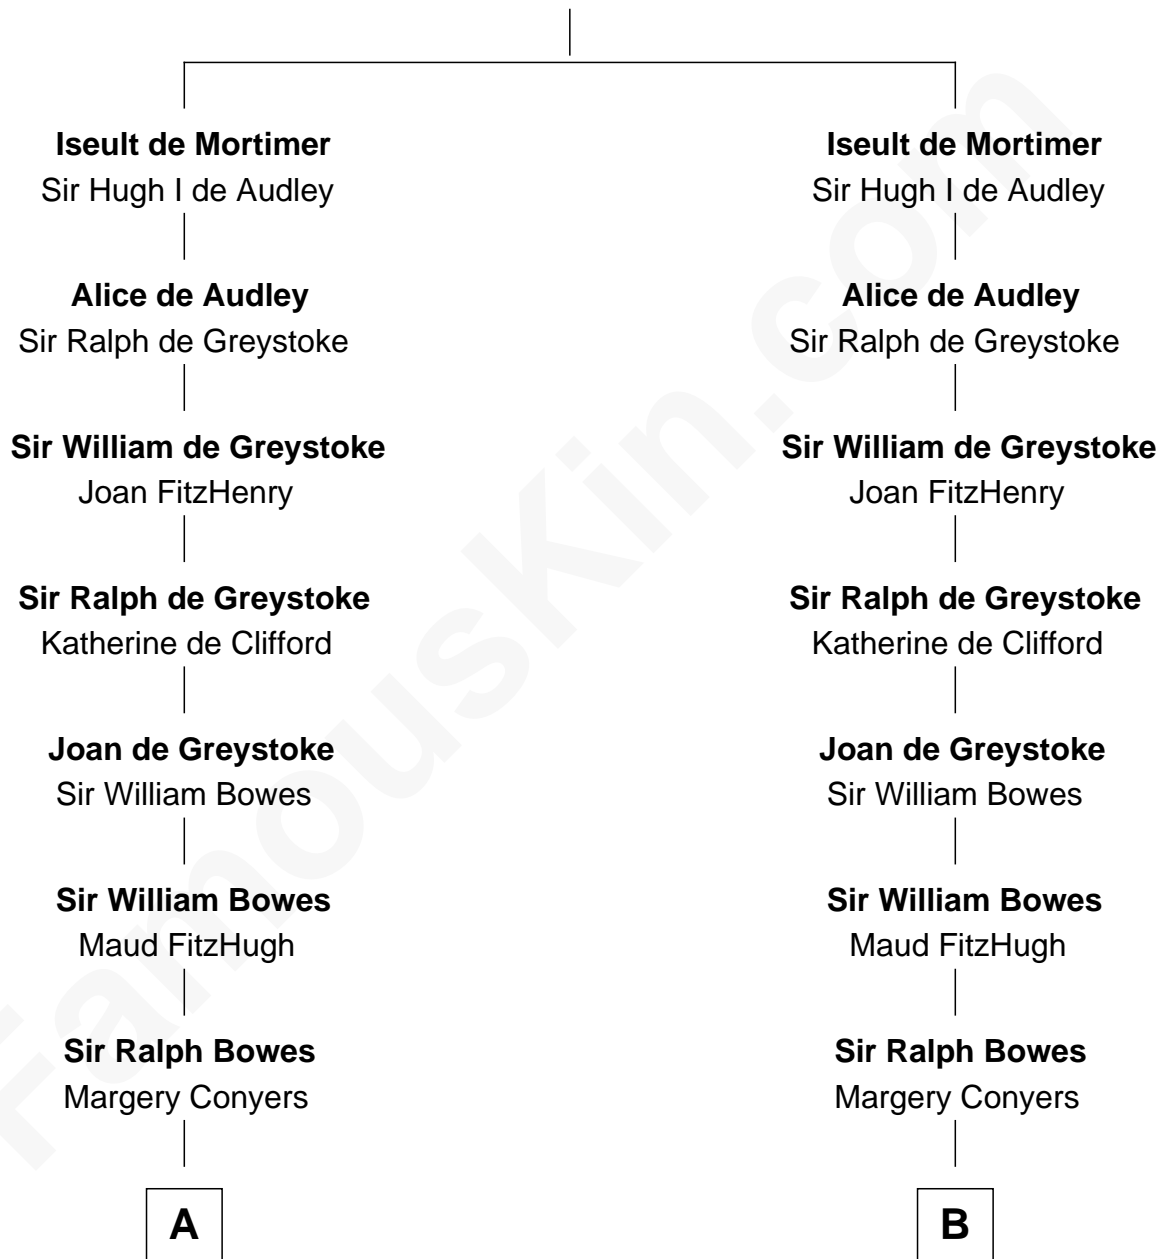 Iseult de Mortimer
Sir Hugh I de Audley
Alice de Audley
Sir Ralph de Greystoke
Sir William de Greystoke
Joan FitzHenry
Sir Ralph de Greystoke
Katherine de Clifford
Joan de Greystoke
Sir William Bowes
Sir William Bowes
Maud FitzHugh
Sir Ralph Bowes
Margery Conyers
A
Iseult de Mortimer
Sir Hugh I de Audley
Alice de Audley
Sir Ralph de Greystoke
Sir William de Greystoke
Joan FitzHenry
Sir Ralph de Greystoke
Katherine de Clifford
Joan de Greystoke
Sir William Bowes
Sir William Bowes
Maud FitzHugh
Sir Ralph Bowes
Margery Conyers
B
FamousKin.com